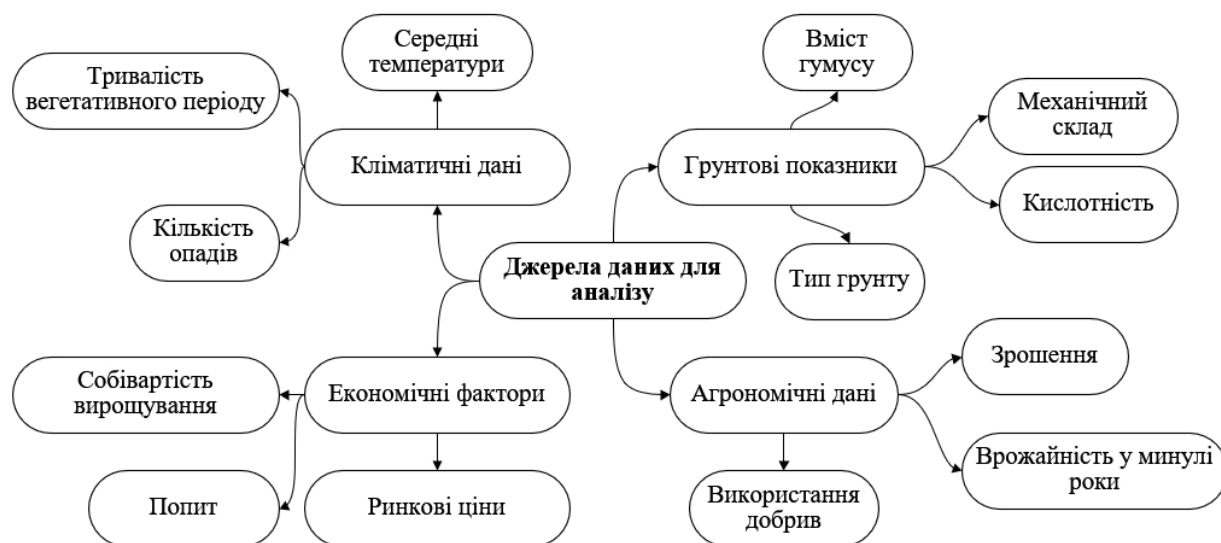 Середні
температури
Тривалість
вегетативного періоду
Кліматичні дані
Кількість
опадів
Вміст
гумусу
Механічний
склад
Грунтові показники
Кислотність
Тип грунту
Джерела даних для
аналізу
Собівартість
вирощування
Економічні фактори
Попит
Ринкові ціни
Зрошення
Агрономічні дані
Врожайність у минулі
роки
Використання
добрив